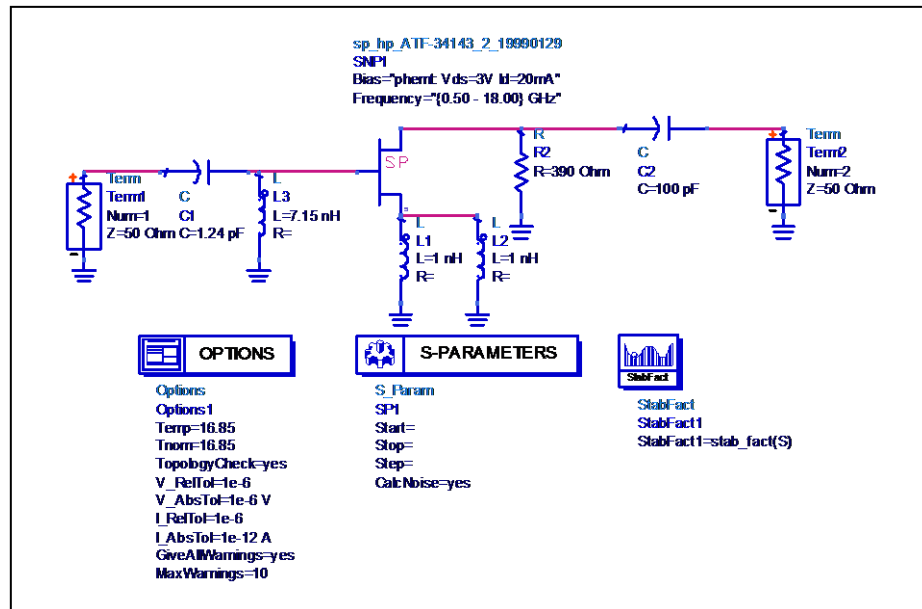 sp_hp_ATF-34143_2_19990129
SNP1
Bias="phemt: Vds=3V Id=20mA"
Frequency="{0.50 - 18.00} GHz"
SP
Term
Term1
Num=1
Z=50 Ohm
C
C1
C=1.24 pF
L
L3
L=7.15 nH
R=
L
L1
L=1 nH
R=
L
L2
L=1 nH
R=
R
R2
R=390 Ohm
C
C2
C=100 pF
Term
Term2
Num=2
Z=50 Ohm
OPTIONS
Options
Options1
Temp=16.85
Tnom=16.85
TopologyCheck=yes
V_RelTol=1e-6
V_AbsTol=1e-6 V
I_RelTol=1e-6
I_AbsTol=1e-12 A
GiveAllWarnings=yes
MaxWarnings=10
S-PARAMETERS
S_Param
SP1
Start=
Stop=
Step=
CalcNoise=yes
StabFact
StabFact
StabFact1
StabFact1=stab_fact(S)